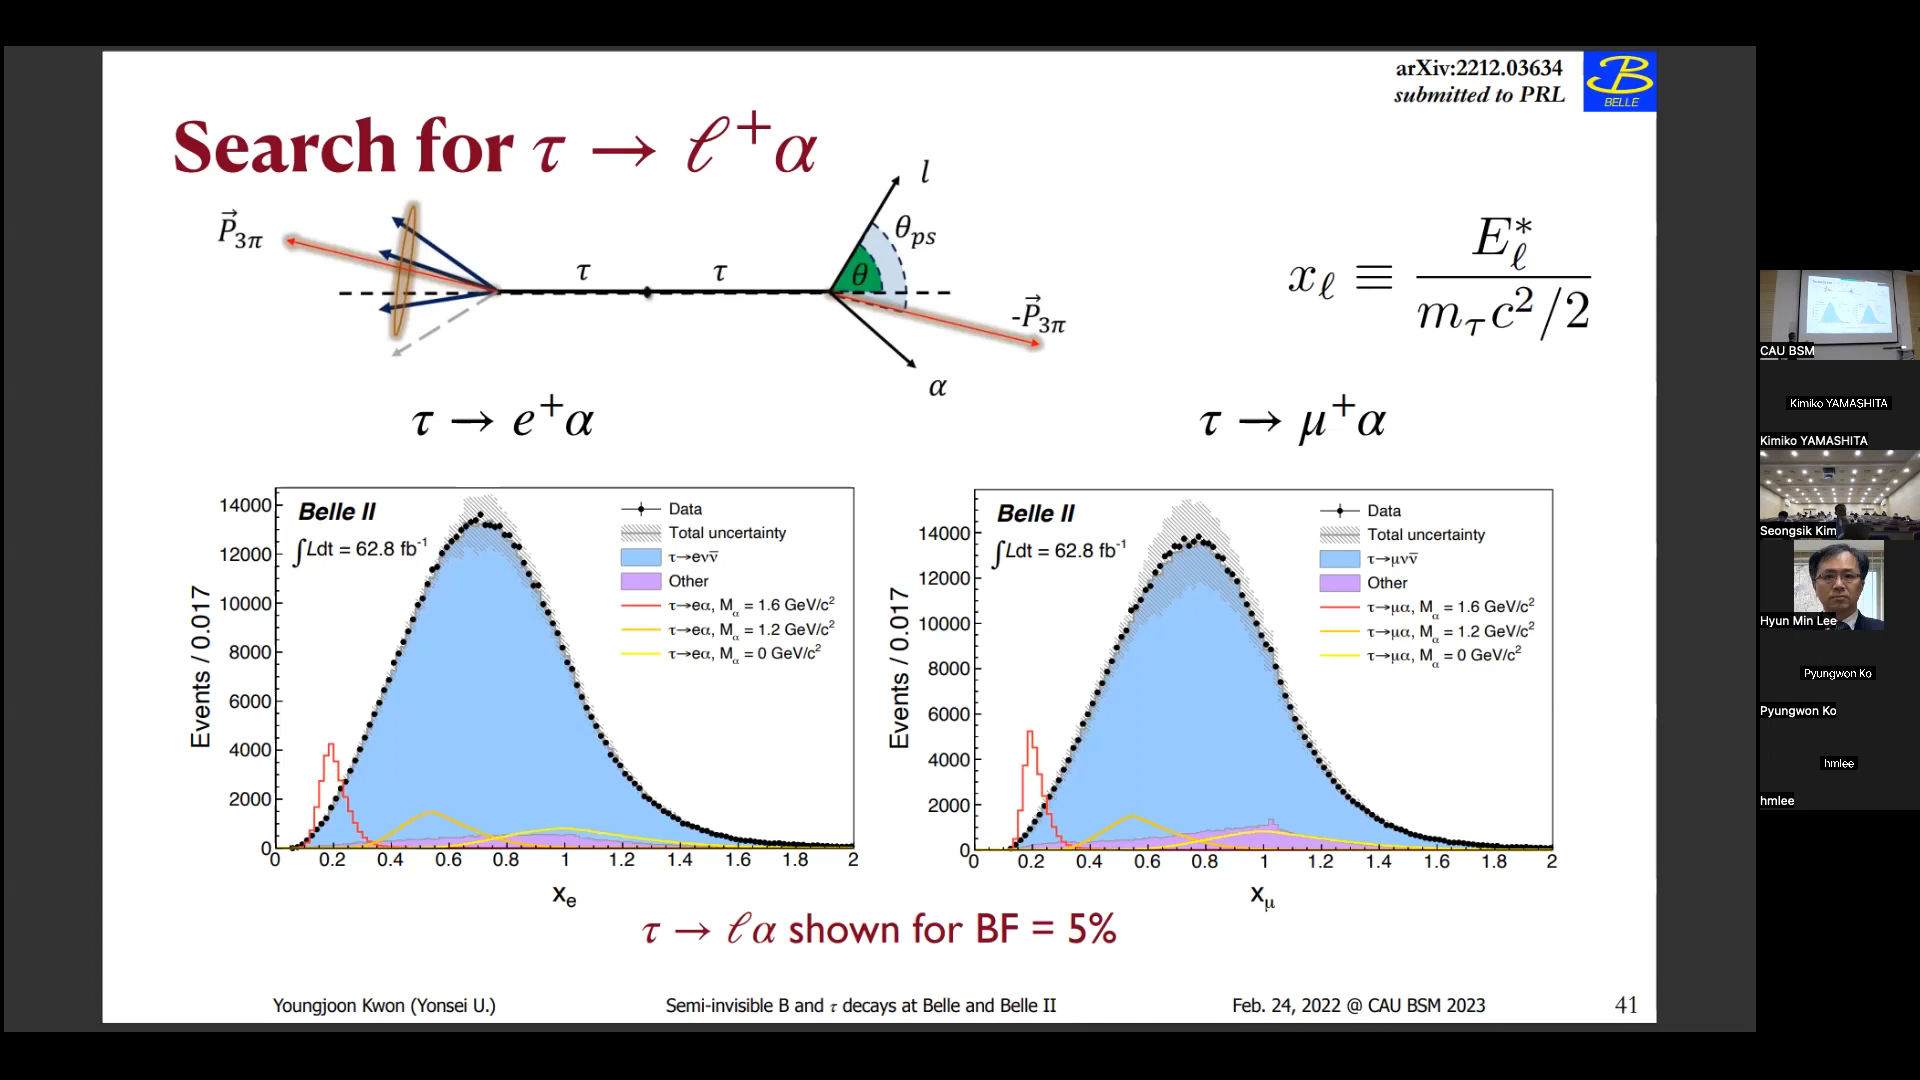 arXiv:2212.03634
submitted to PRL
BELLE
Search for τ → ℓ⁺α
P⃗3π
τ
τ
l
θps
θ
-P⃗3π
α
xℓ ≡ E*ℓ / mτc²/2
τ → e⁺α
τ → μ⁺α
Belle II
∫Ldt = 62.8 fb⁻¹
Data
Total uncertainty
τ→eνν̅
Other
τ→eα, Mα = 1.6 GeV/c²
τ→eα, Mα = 1.2 GeV/c²
τ→eα, Mα = 0 GeV/c²
Events / 0.017
14000
12000
10000
8000
6000
4000
2000
0
0 0.2 0.4 0.6 0.8 1 1.2 1.4 1.6 1.8 2
xe
Belle II
∫Ldt = 62.8 fb⁻¹
Data
Total uncertainty
τ→μνν̅
Other
τ→μα, Mα = 1.6 GeV/c²
τ→μα, Mα = 1.2 GeV/c²
τ→μα, Mα = 0 GeV/c²
Events / 0.017
14000
12000
10000
8000
6000
4000
2000
0
0 0.2 0.4 0.6 0.8 1 1.2 1.4 1.6 1.8 2
xμ
τ → ℓα shown for BF = 5%
Youngjoon Kwon (Yonsei U.)
Semi-invisible B and τ decays at Belle and Belle II
Feb. 24, 2022 @ CAU BSM 2023
41
CAU BSM
Kimiko YAMASHITA
Kimiko YAMASHITA
Seongsik Kim
Hyun Min Lee
Pyungwon Ko
Pyungwon Ko
hmlee
hmlee